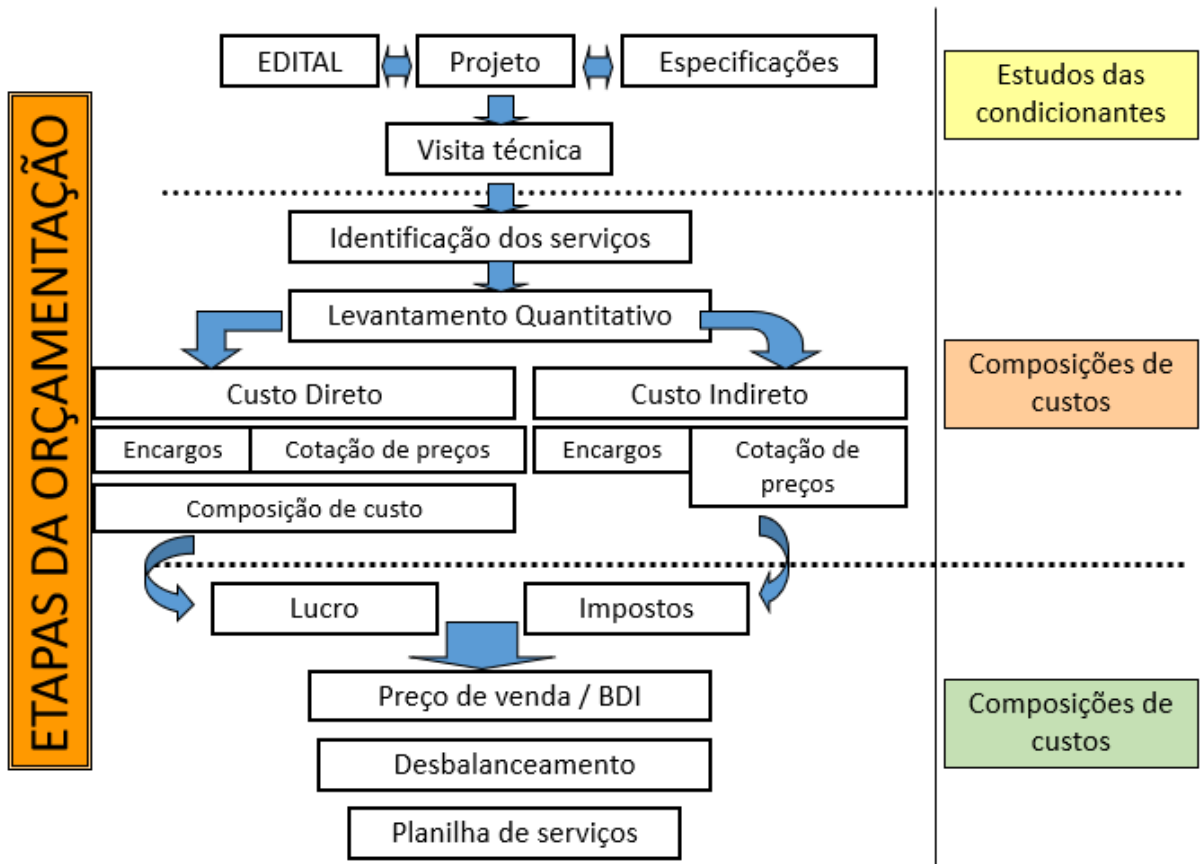 ETAPAS DA ORÇAMENTAÇÃO
EDITAL
Projeto
Especificações
Visita técnica
Estudos das
condicionantes
Identificação dos serviços
Levantamento Quantitativo
Custo Direto
Custo Indireto
Encargos
Cotação de preços
Encargos
Cotação de
preços
Composição de custo
Composições de
custos
Lucro
Impostos
Preço de venda / BDI
Desbalanceamento
Planilha de serviços
Composições de
custos